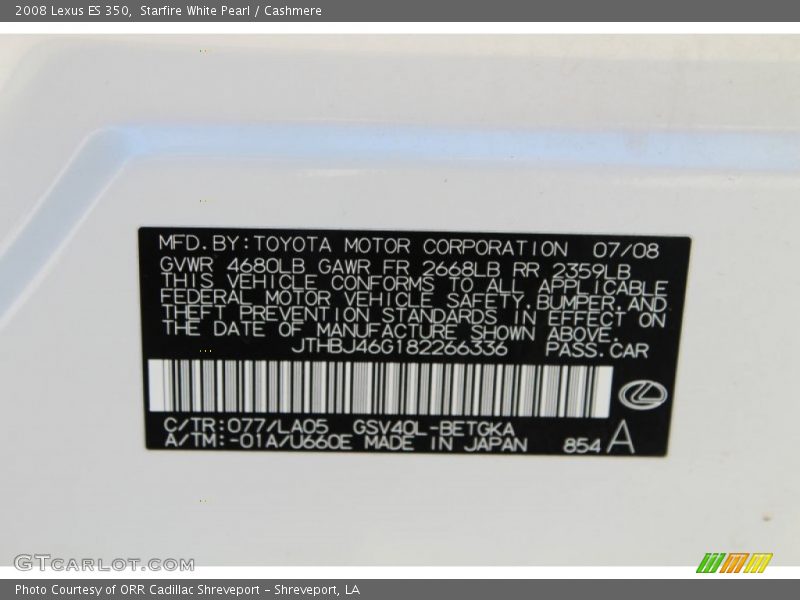 2008 Lexus ES 350,  Starfire White Pearl / Cashmere
MFD.BY:TOYOTA MOTOR CORPORATION 07/08
GVWR 4680LB GAWR FR 2668LB RR 2359LB
THIS VEHICLE CONFORMS TO ALL APPLICABLE
FEDERAL MOTOR VEHICLE SAFETY,BUMPER,AND
THEFT PREVENTION STANDARDS IN EFFECT ON
THE DATE OF MANUFACTURE SHOWN ABOVE.
JTHBJ46G182266336 PASS.CAR
C/TR:077/LA05 GSV40L-BETGKA
A/TM:-01A/U660E MADE IN JAPAN 854 A
GTCARLOT.COM
Photo Courtesy of ORR Cadillac Shreveport - Shreveport, LA